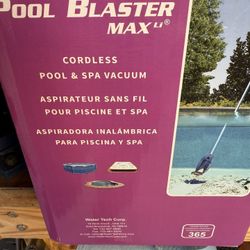 POOL BLASTER
MAX Li®
CORDLESS
POOL & SPA VACUUM
ASPIRATEUR SANS FIL
POUR PISCINE ET SPA
ASPIRADORA INALÁMBRICA
PARA PISCINA Y SPA
Water Tech Corp.
365